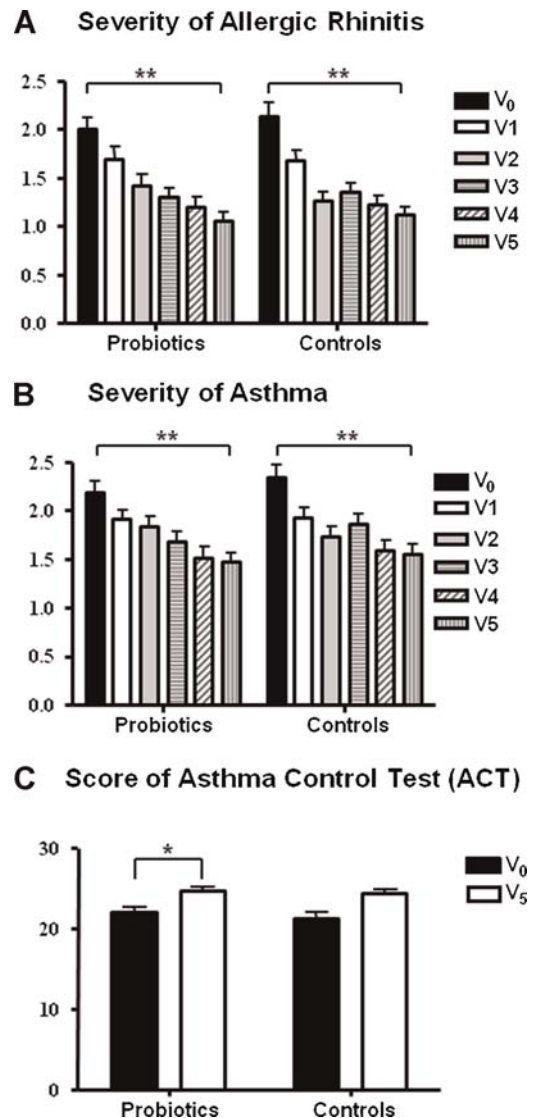 A Severity of Allergic Rhinitis
** **
2.5
2.0
1.5
1.0
0.5
0.0
Probiotics Controls
V0
V1
V2
V3
V4
V5
B Severity of Asthma
** **
2.5
2.0
1.5
1.0
0.5
0.0
Probiotics Controls
V0
V1
V2
V3
V4
V5
C Score of Asthma Control Test (ACT)
*
30
20
10
0
Probiotics Controls
V0
V5